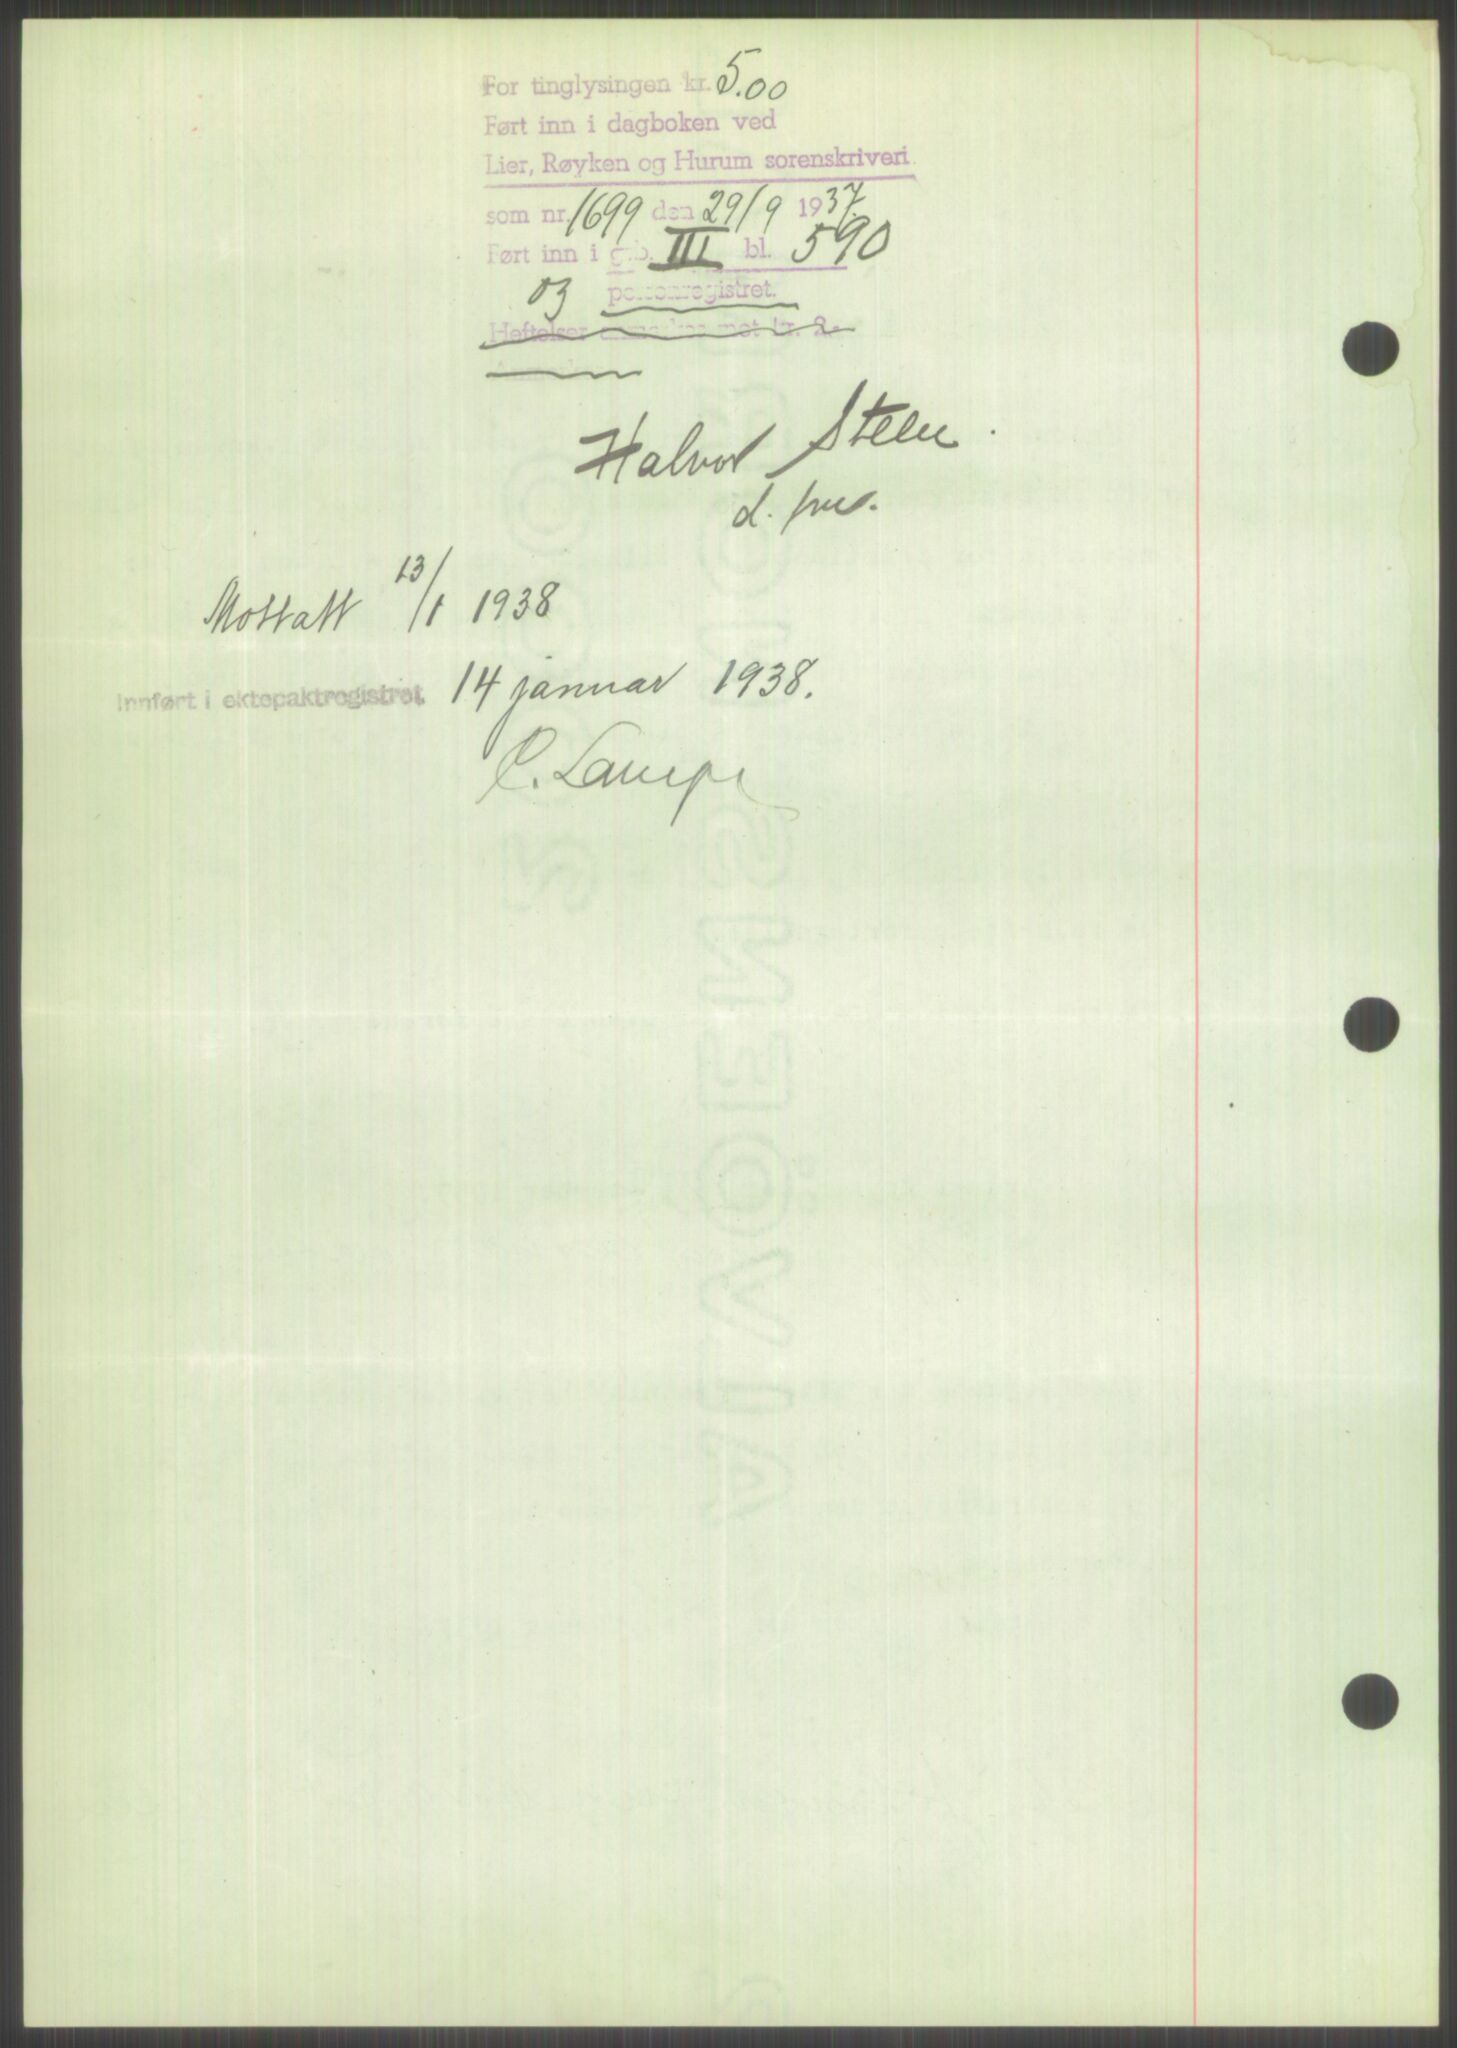 For tinglysingen kr. 5.00
Ført inn i dagboken ved
Lier, Røyken og Hurum sorenskriveri
som nr. 1699 den 29/9 1937
Ført inn i III bl. 590
og personregistret.
Heftelser
Halvor Steen
d. 
Mottatt 13/1 1938
Innført i ektepaktregistret 14 januar 1938.